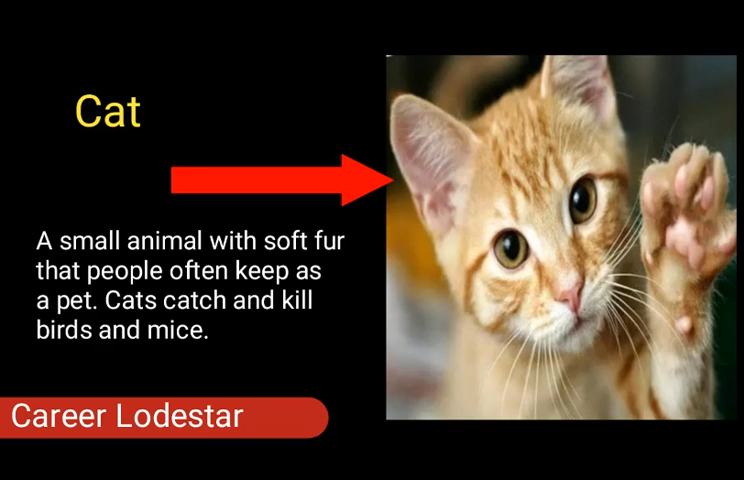 Cat
A small animal with soft fur
that people often keep as
a pet. Cats catch and kill
birds and mice.
Career Lodestar